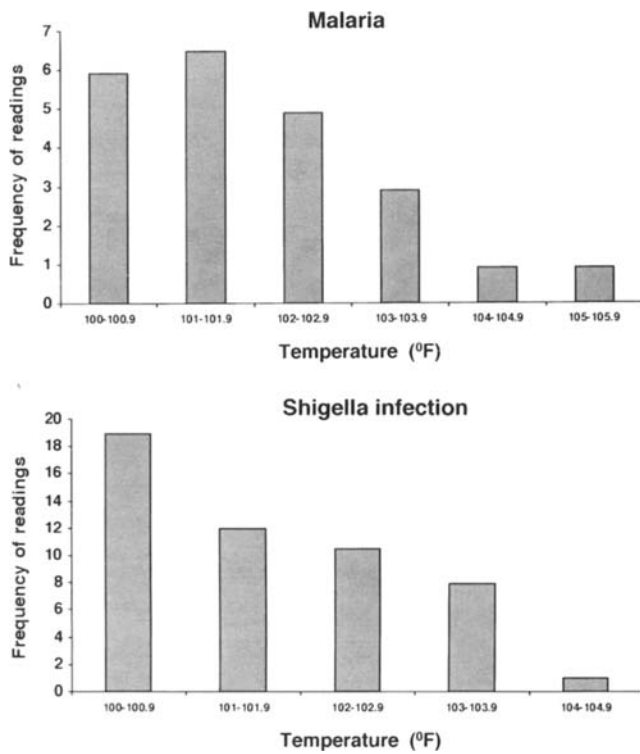 Malaria
Frequency of readings
7
6
5
4
3
2
1
0
100-100.9 101-101.9 102-102.9 103-103.9 104-104.9 105-105.9
Temperature (⁰F)
Shigella infection
Frequency of readings
20
18
16
14
12
10
8
6
4
2
0
100-100.9 101-101.9 102-102.9 103-103.9 104-104.9
Temperature (⁰F)